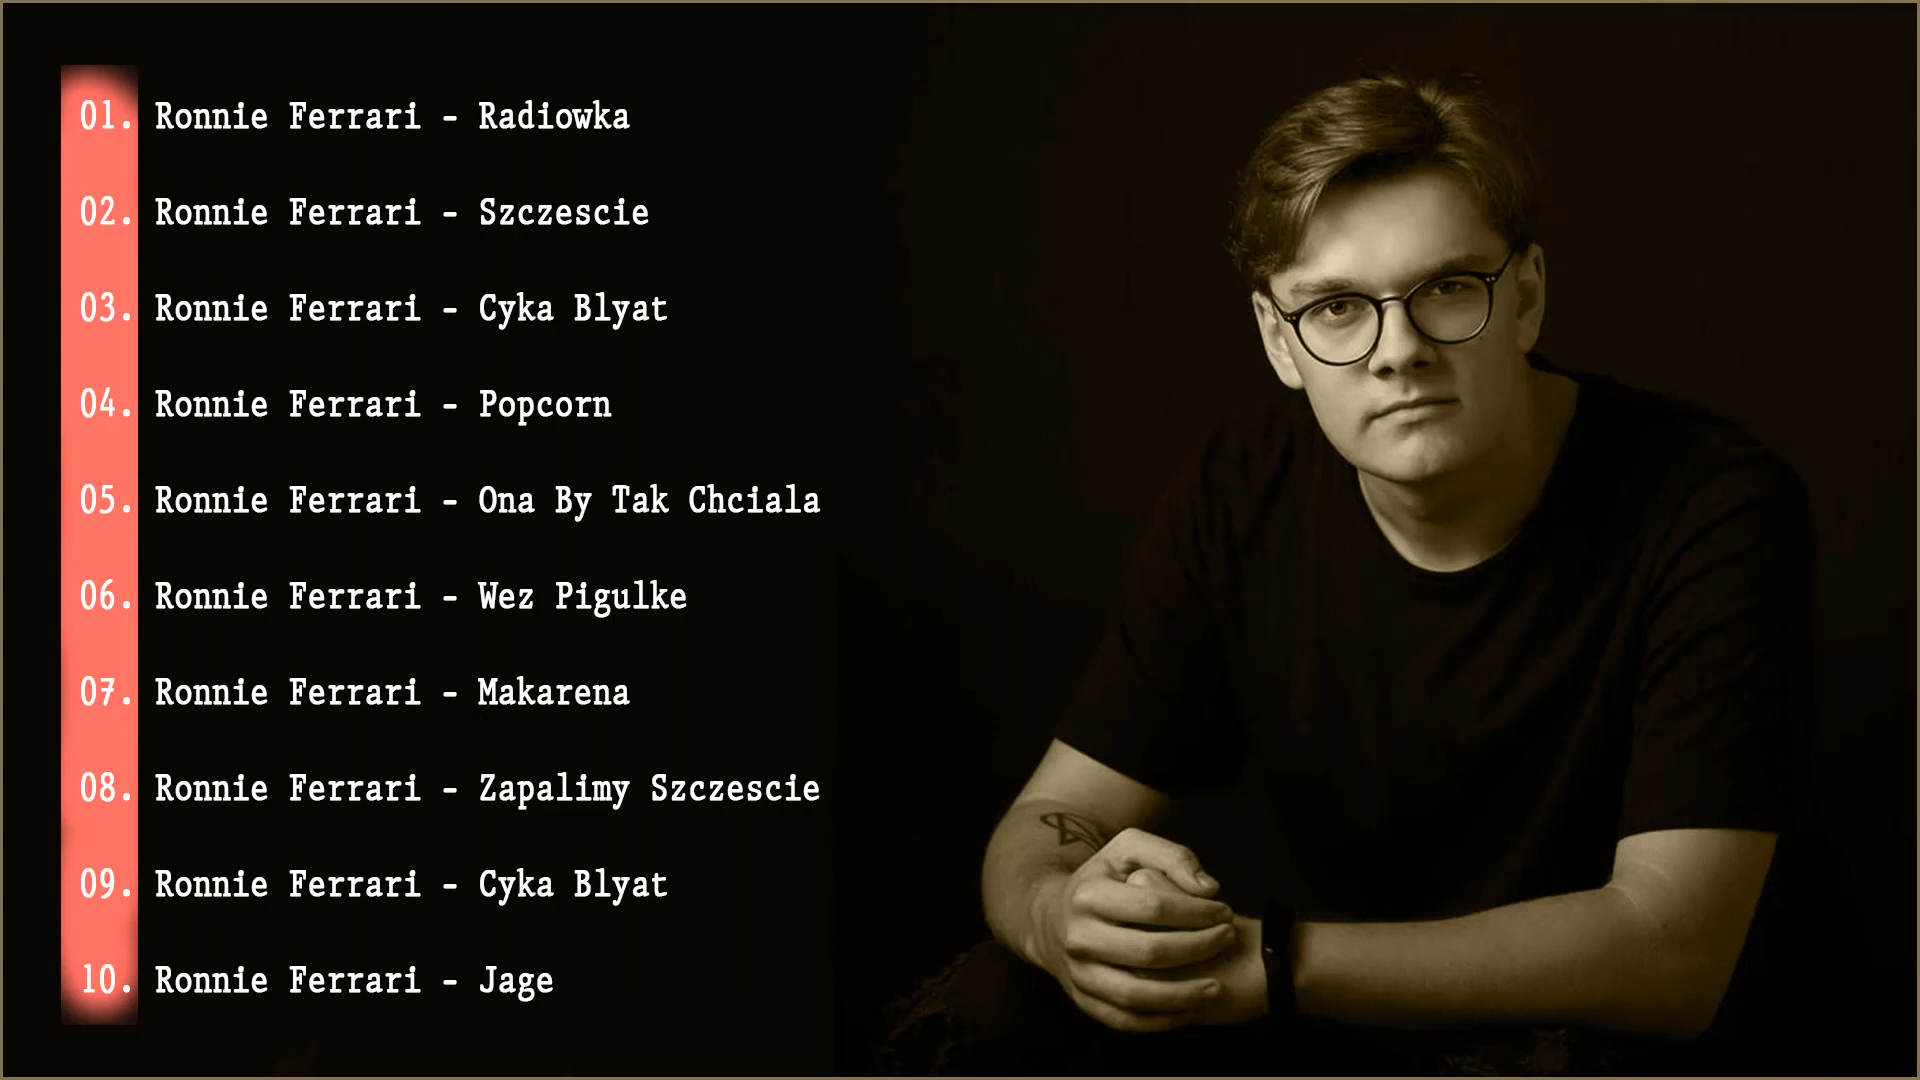 01. Ronnie Ferrari - Radiowka
02. Ronnie Ferrari - Szczescie
03. Ronnie Ferrari - Cyka Blyat
04. Ronnie Ferrari - Popcorn
05. Ronnie Ferrari - Ona By Tak Chciala
06. Ronnie Ferrari - Wez Pigulke
07. Ronnie Ferrari - Makarena
08. Ronnie Ferrari - Zapalimy Szczescie
09. Ronnie Ferrari - Cyka Blyat
10. Ronnie Ferrari - Jage